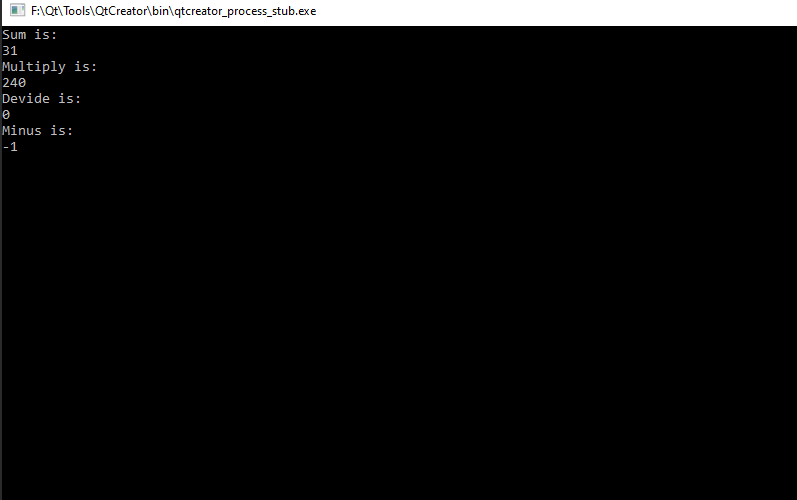 F:\Qt\Tools\QtCreator\bin\qtcreator_process_stub.exe
Sum is:
31
Multiply is:
240
Devide is:
0
Minus is:
-1